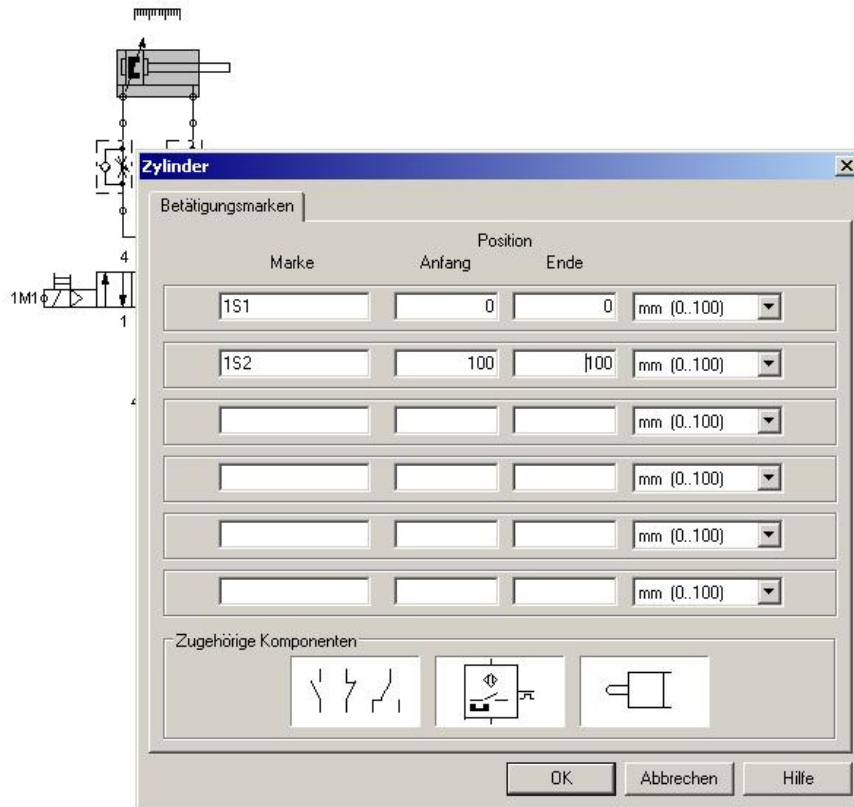 Zylinder
Betätigungsmarken
Position
Marke Anfang Ende
1S1 0 0 mm (0..100)
1S2 100 100 mm (0..100)
mm (0..100)
mm (0..100)
mm (0..100)
mm (0..100)
Zugehörige Komponenten
OK Abbrechen Hilfe
4
1M1
1